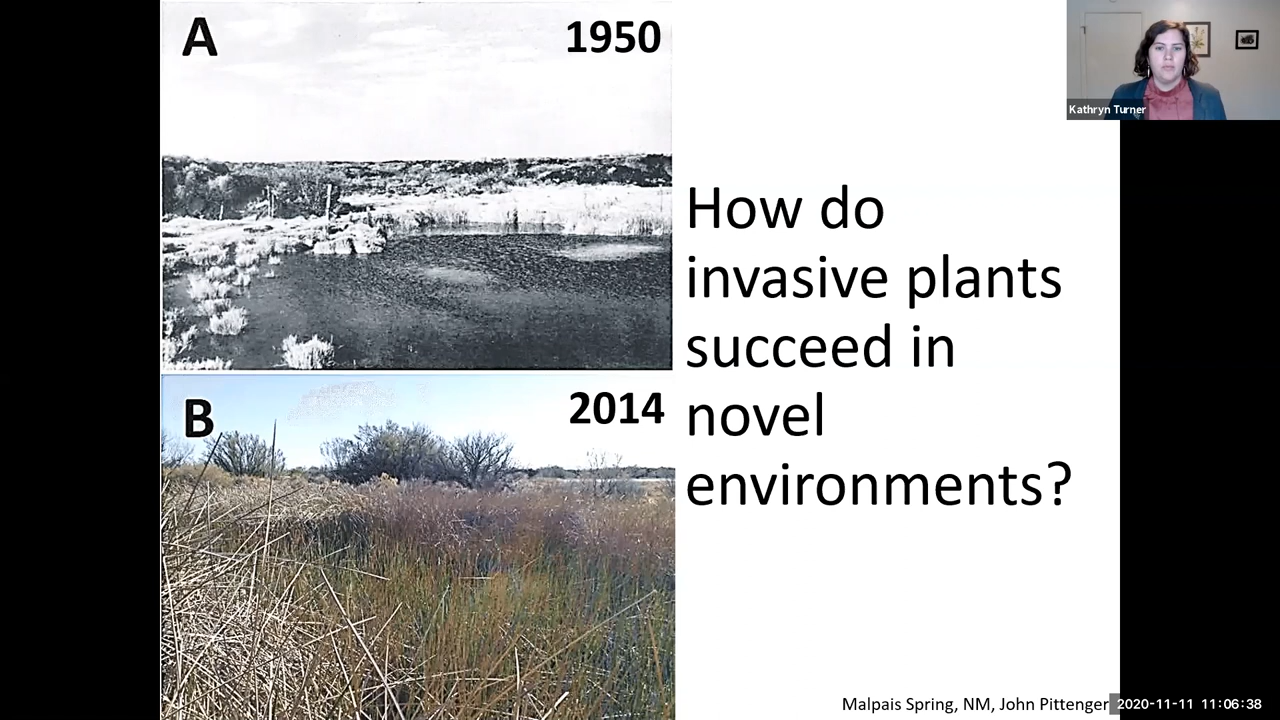 A
1950
Kathryn Turner
How do
invasive plants
succeed in
novel
environments?
B
2014
Malpais Spring, NM, John Pittenger
2020-11-11 11:06:38